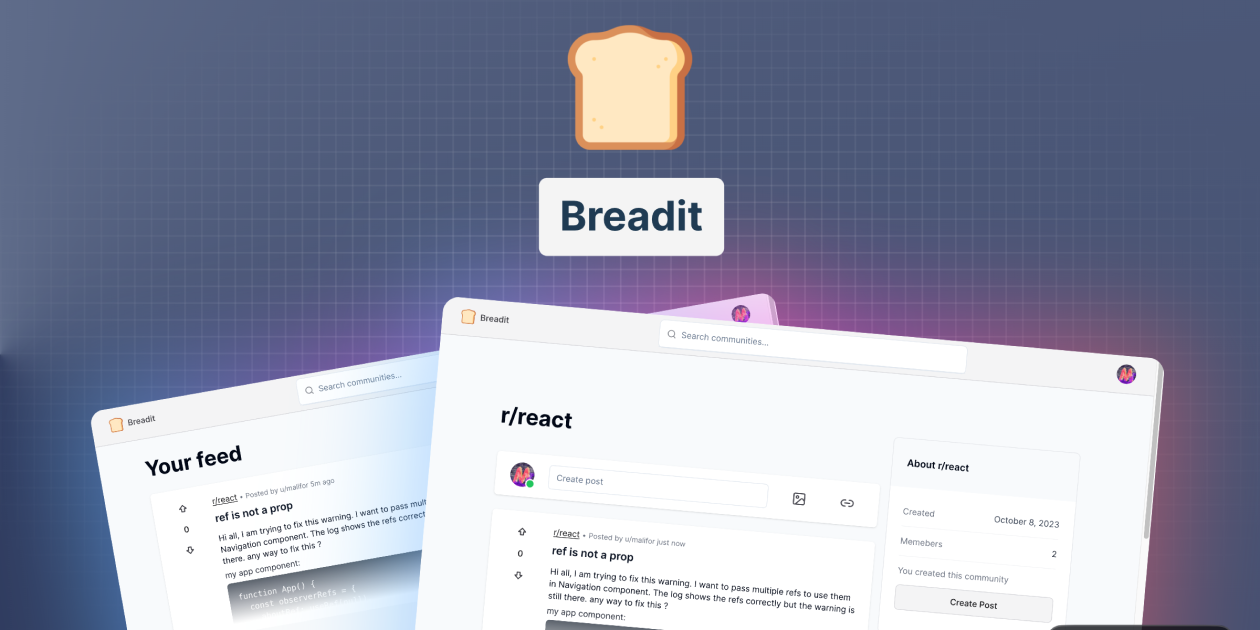 Breadit
Breadit
Search communities...
Your feed
r/react • Posted by u/malifor 5m ago
0
ref is not a prop
Hi all, I am trying to fix this warning. I want to pass
Navigation component. The log shows the refs
there. any way to fix this ?
my app component:
function App() {
const observerRefs = {
Breadit
Search communities...
r/react
Create post
r/react • Posted by u/malifor just now
0
ref is not a prop
Hi all, I am trying to fix this warning. I want to pass multiple refs to use them
in Navigation component. The log shows the refs correctly but the warning is
still there. any way to fix this ?
my app component:
About r/react
Created October 8, 2023
Memebers 2
You created this community
Create Post